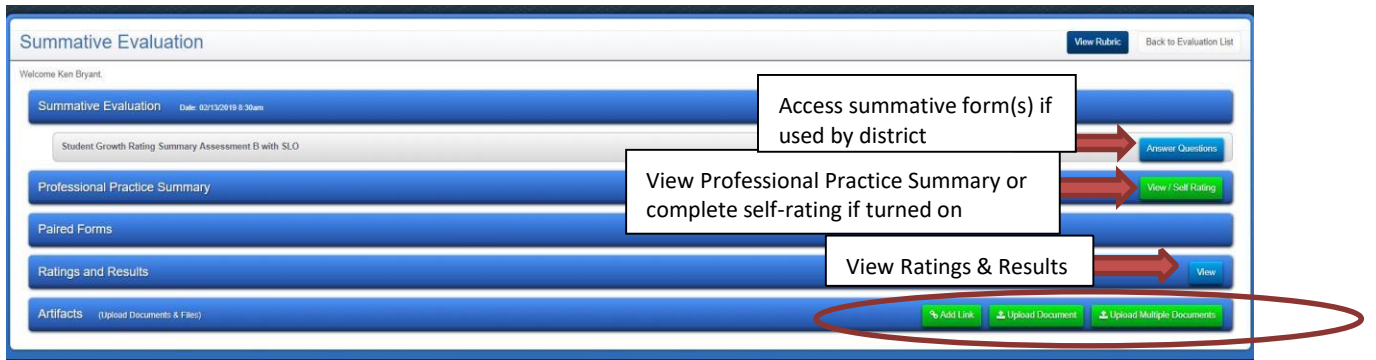 Summative Evaluation
View Rubric
Back to Evaluation List
Welcome Ken Bryant.
Summative Evaluation Date: 02/13/2019 8:30am
Access summative form(s) if
used by district
Student Growth Rating Summary Assessment B with SLO
Answer Questions
Professional Practice Summary
View Professional Practice Summary or
complete self-rating if turned on
View / Self Rating
Paired Forms
Ratings and Results
View Ratings & Results
View
Artifacts (Upload Documents & Files)
Add Link
Upload Document
Upload Multiple Documents